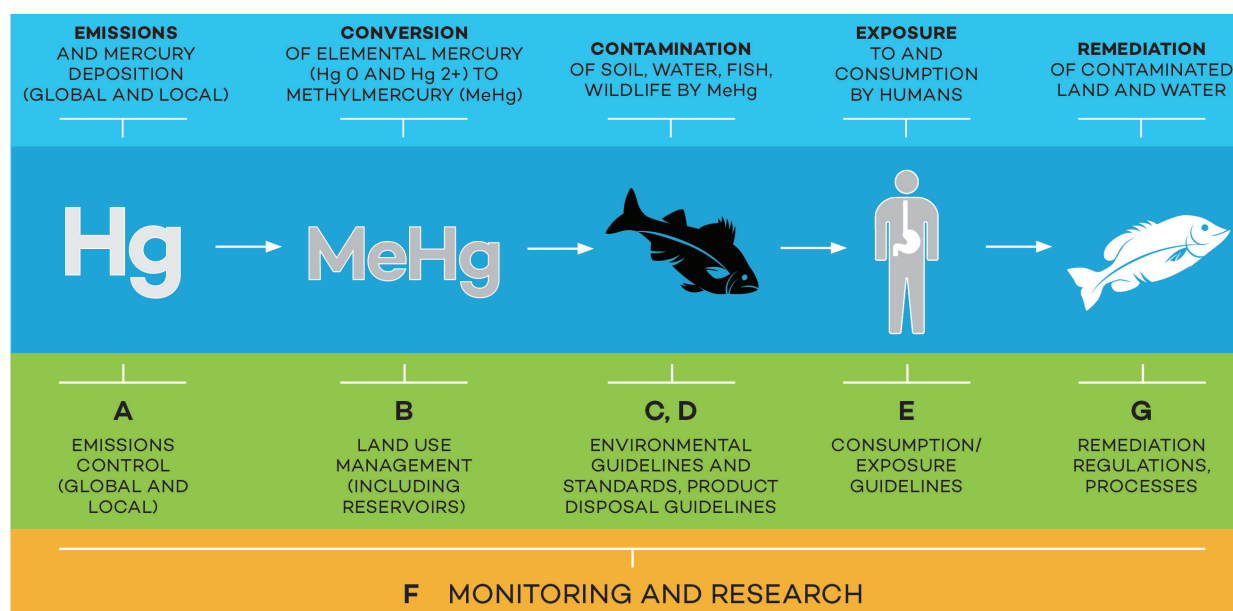 EMISSIONS
AND MERCURY
DEPOSITION
(GLOBAL AND LOCAL)
CONVERSION
OF ELEMENTAL MERCURY
(Hg 0 AND Hg 2+) TO
METHYLMERCURY (MeHg)
CONTAMINATION
OF SOIL, WATER, FISH,
WILDLIFE BY MeHg
EXPOSURE
TO AND
CONSUMPTION
BY HUMANS
REMEDIATION
OF CONTAMINATED
LAND AND WATER
Hg
MeHg
A
EMISSIONS
CONTROL
(GLOBAL AND
LOCAL)
B
LAND USE
MANAGEMENT
(INCLUDING
RESERVOIRS)
C, D
ENVIRONMENTAL
GUIDELINES AND
STANDARDS, PRODUCT
DISPOSAL GUIDELINES
E
CONSUMPTION/
EXPOSURE
GUIDELINES
G
REMEDIATION
REGULATIONS,
PROCESSES
F MONITORING AND RESEARCH